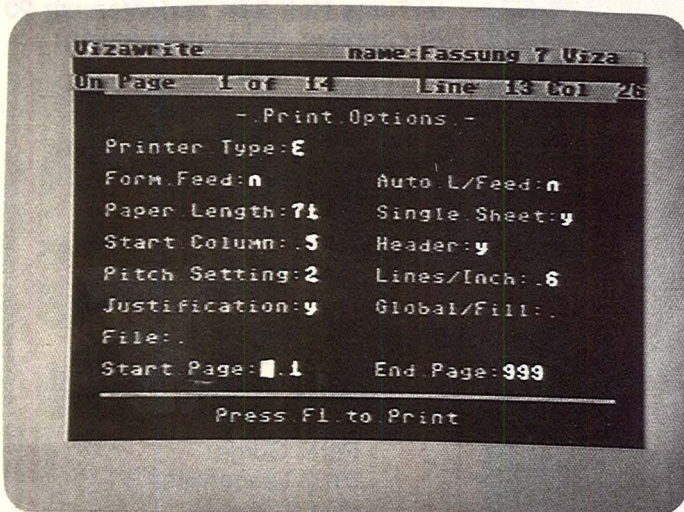 Vizawrite name:Fassung 7 Viza
On Page 1 of 14 Line 13 Col 26
-.Print.Options.-
Printer.Type:E
Form.Feed:n Auto.L/Feed:n
Paper.Length:71 Single.Sheet:y
Start.Column:.5 Header:y
Pitch.Setting:2 Lines/Inch:.6
Justification:y Global/Fill:.
File:.
Start.Page: .1 End.Page:999
Press.F1.to.Print